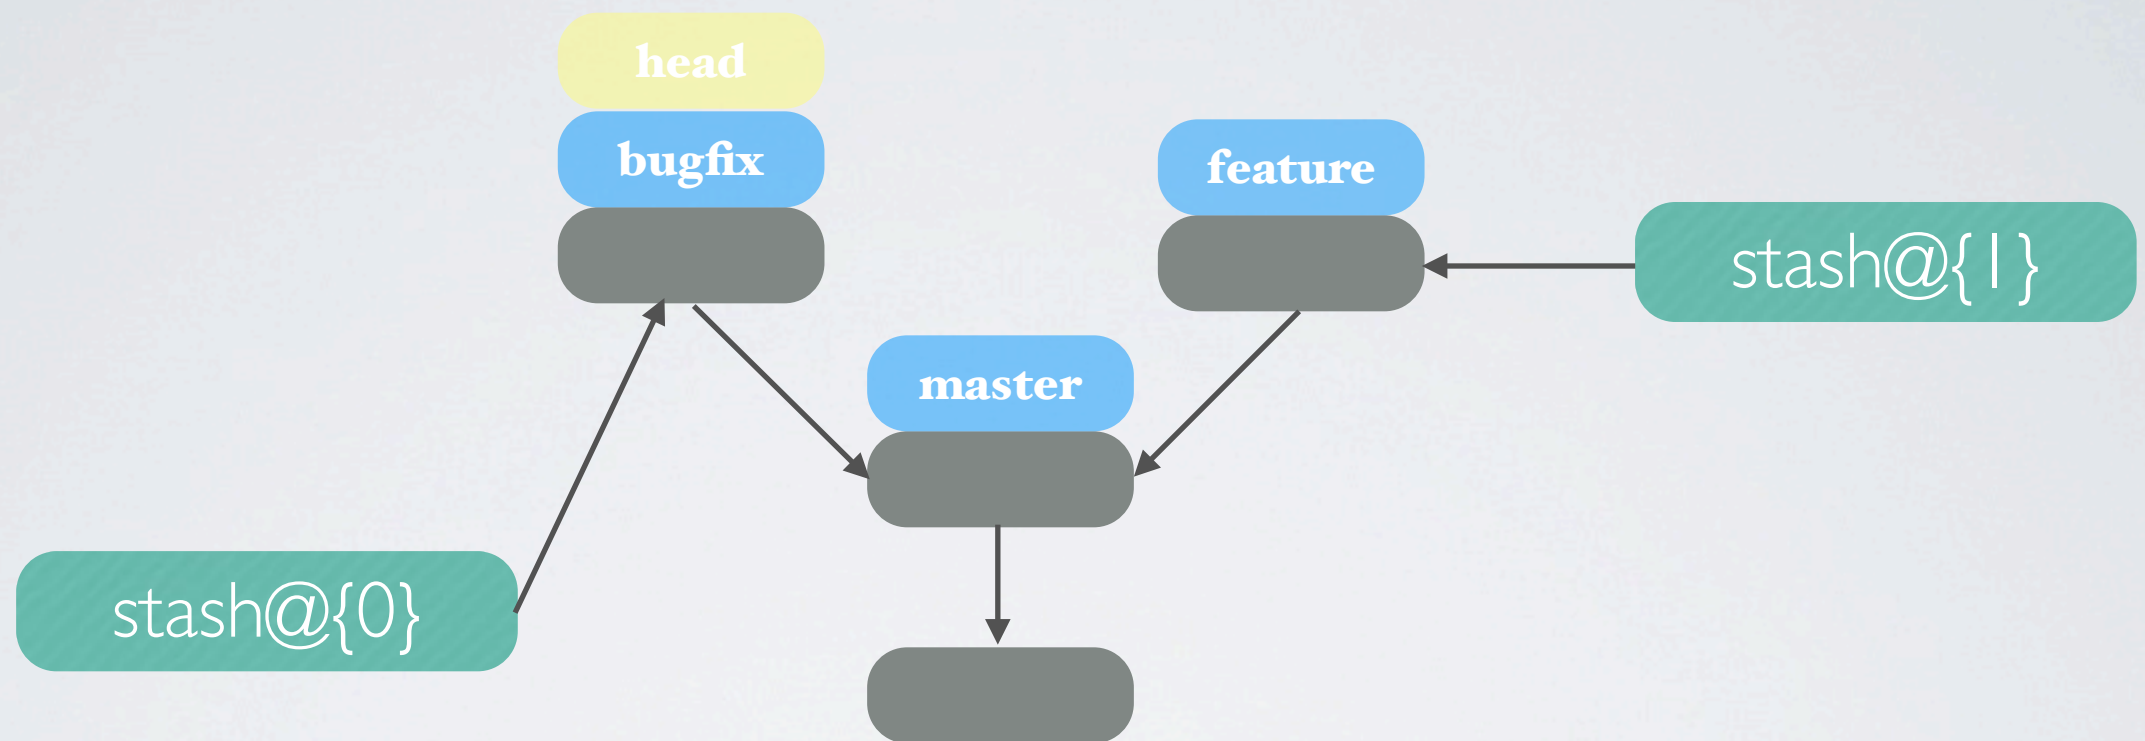 head
bugfix
feature
stash@{1}
master
stash@{0}